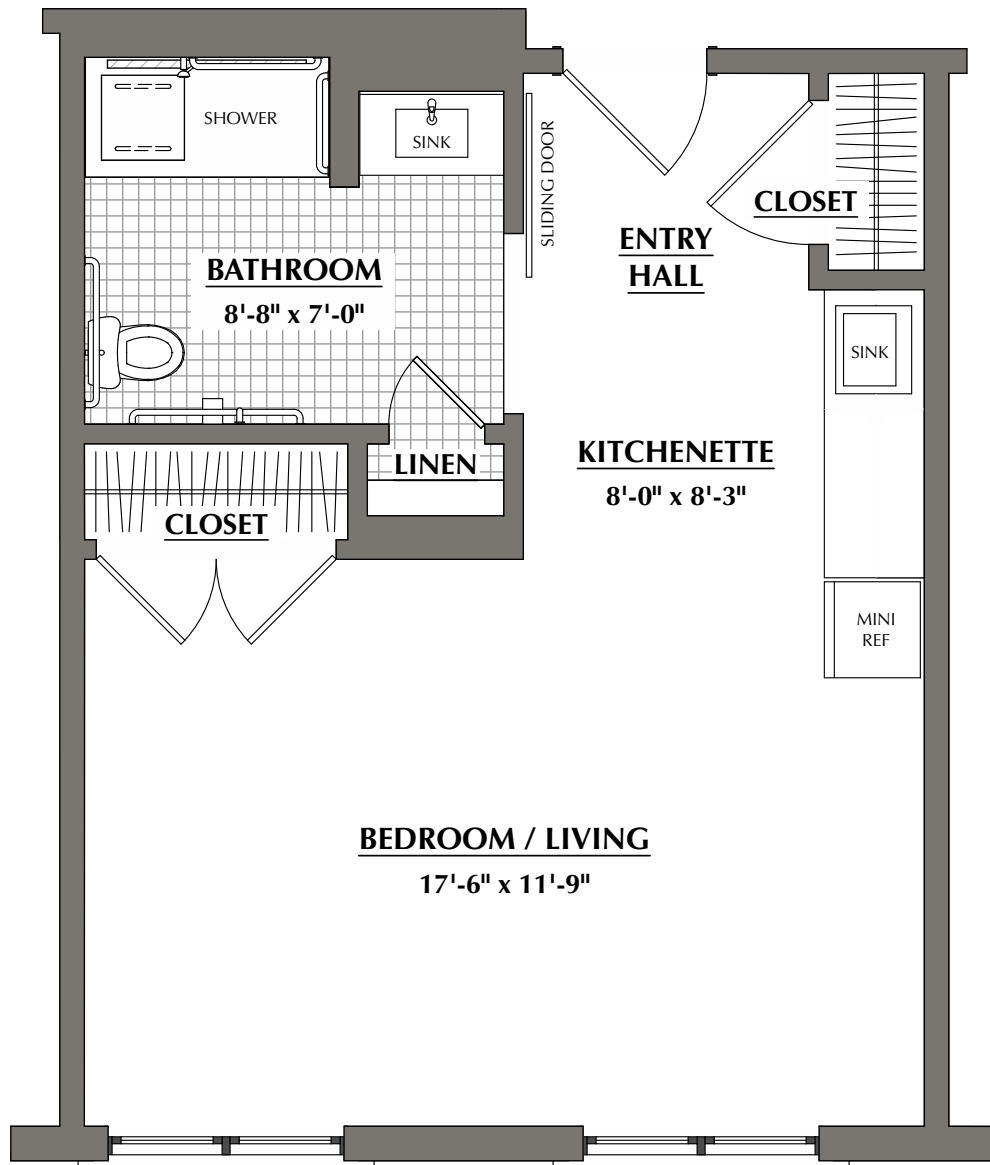 SHOWER
SINK
SLIDING DOOR
CLOSET
ENTRY
HALL
BATHROOM
8'-8" x 7'-0"
SINK
LINEN
KITCHENETTE
8'-0" x 8'-3"
CLOSET
MINI
REF
BEDROOM / LIVING
17'-6" x 11'-9"